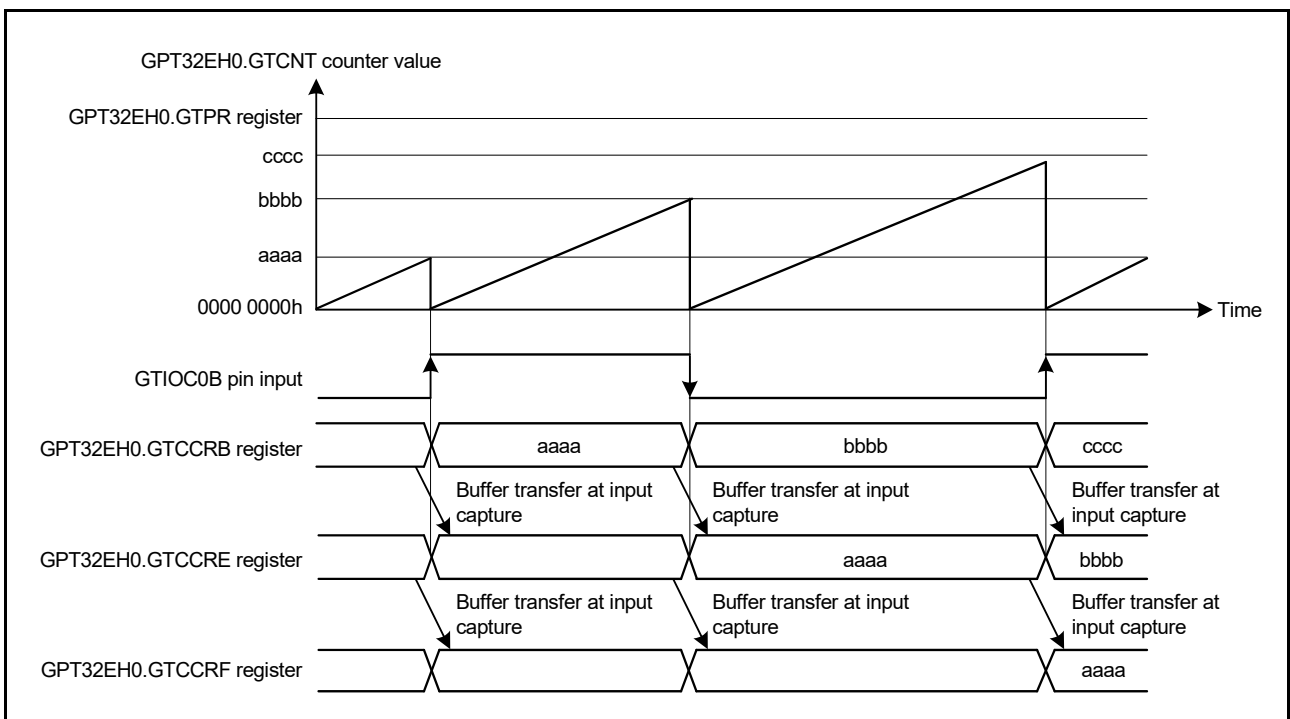 GPT32EH0.GTCNT counter value
GPT32EH0.GTPR register
cccc
bbbb
aaaa
0000 0000h
Time
GTIOC0B pin input
GPT32EH0.GTCCRB register
aaaa
bbbb
cccc
Buffer transfer at input
capture
Buffer transfer at input
capture
Buffer transfer at
input capture
GPT32EH0.GTCCRE register
aaaa
bbbb
Buffer transfer at input
capture
Buffer transfer at input
capture
Buffer transfer at
input capture
GPT32EH0.GTCCRF register
aaaa